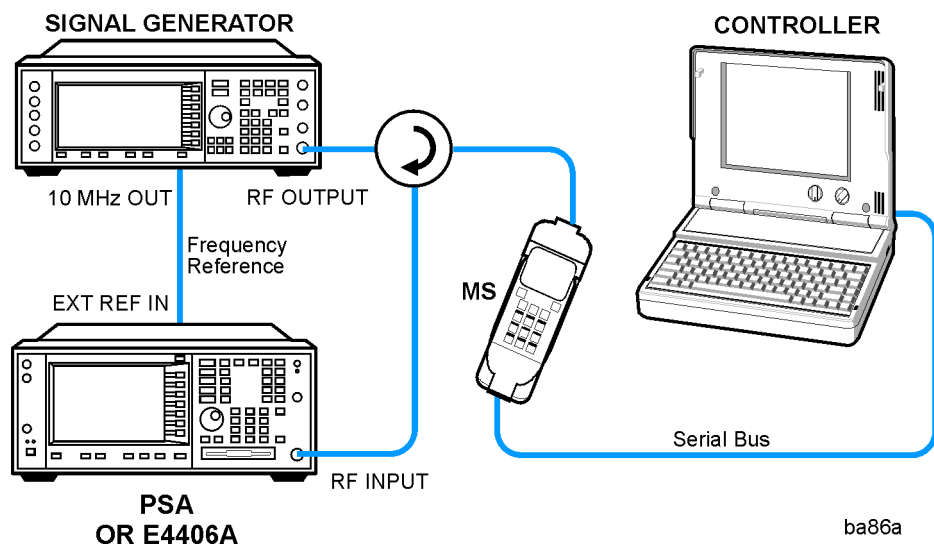 SIGNAL GENERATOR
CONTROLLER
10 MHz OUT
RF OUTPUT
Frequency
Reference
MS
EXT REF IN
Serial Bus
RF INPUT
PSA
OR E4406A
ba86a